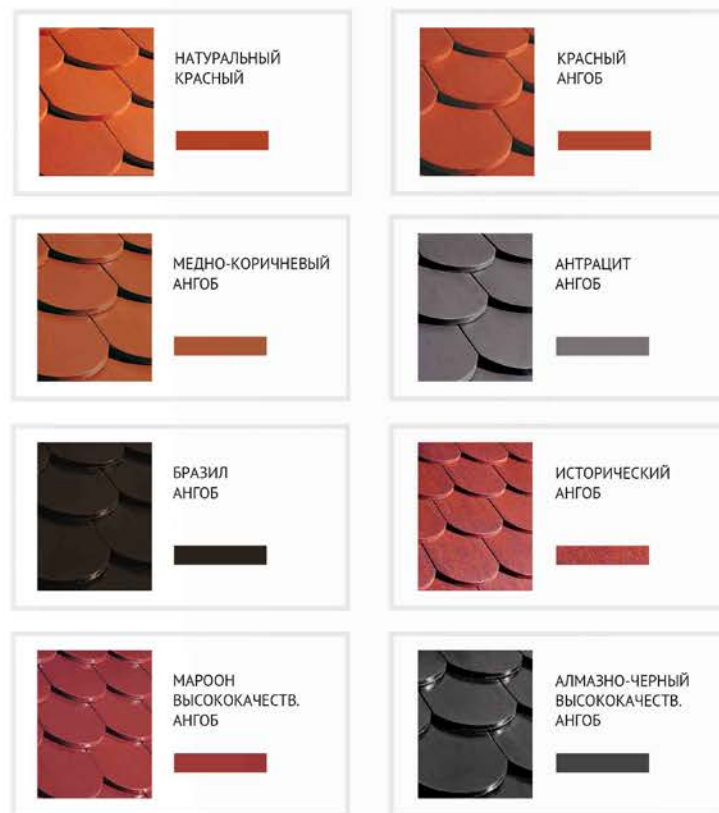 НАТУРАЛЬНЫЙ
КРАСНЫЙ
КРАСНЫЙ
АНГОБ
МЕДНО-КОРИЧНЕВЫЙ
АНГОБ
АНТРАЦИТ
АНГОБ
БРАЗИЛ
АНГОБ
ИСТОРИЧЕСКИЙ
АНГОБ
МАРООН
ВЫСОКОКАЧЕСТВ.
АНГОБ
АЛМАЗНО-ЧЕРНЫЙ
ВЫСОКОКАЧЕСТВ.
АНГОБ